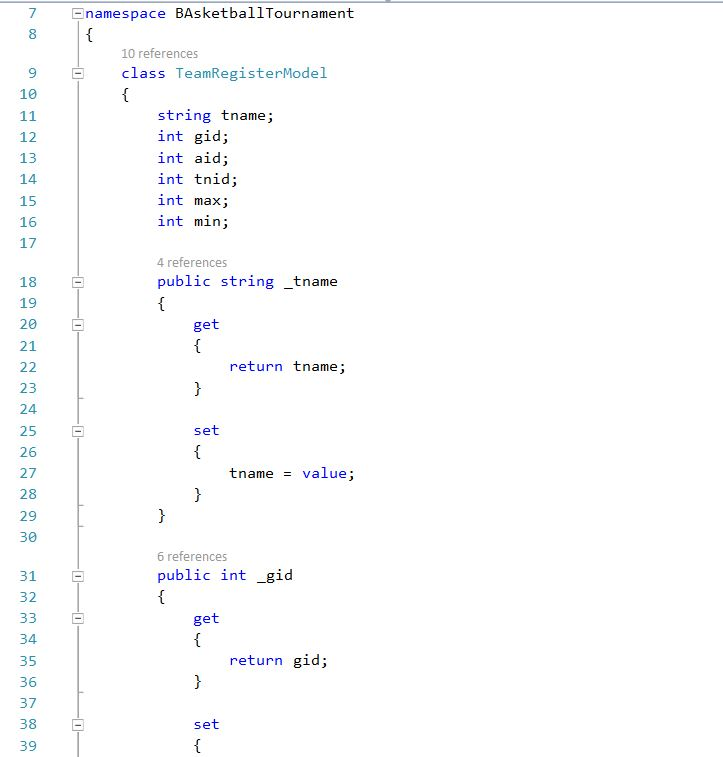 7 namespace BAsketballTournament
8 {
10 references
9 class TeamRegisterModel
10 {
11 string tname;
12 int gid;
13 int aid;
14 int tnid;
15 int max;
16 int min;
17
4 references
18 public string _tname
19 {
20 get
21 {
22 return tname;
23 }
24
25 set
26 {
27 tname = value;
28 }
29 }
30
6 references
31 public int _gid
32 {
33 get
34 {
35 return gid;
36 }
37
38 set
39 {